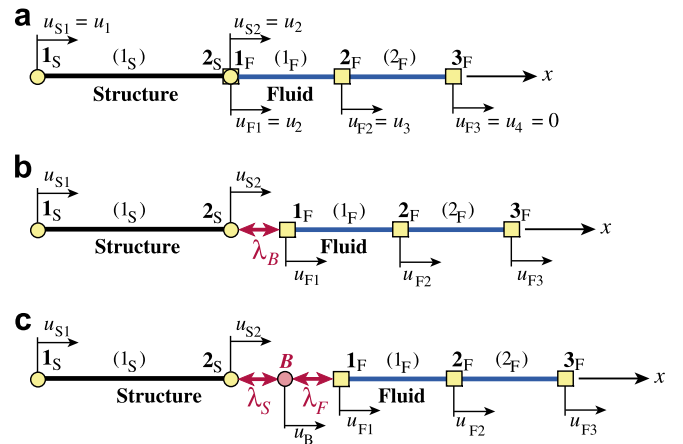 a
u_S1 = u_1
u_S2 = u_2
1_S (1_S) 2_S 1_F (1_F) 2_F (2_F) 3_F
x
Structure Fluid
u_F1 = u_2 u_F2 = u_3 u_F3 = u_4 = 0
b
u_S1 u_S2
1_S (1_S) 2_S 1_F (1_F) 2_F (2_F) 3_F
x
Structure λ_B Fluid
u_F1 u_F2 u_F3
c
u_S1 u_S2
1_S (1_S) 2_S B 1_F (1_F) 2_F (2_F) 3_F
x
Structure λ_S λ_F Fluid
u_B u_F1 u_F2 u_F3